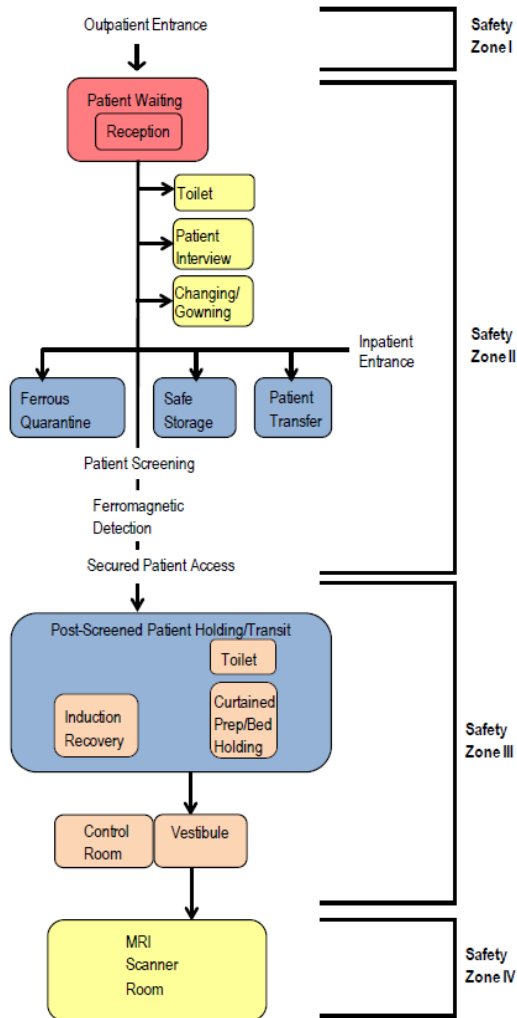 Outpatient Entrance
Safety
Zone I
Patient Waiting
Reception
Toilet
Patient
Interview
Changing/
Gowning
Inpatient
Entrance
Safety
Zone II
Ferrous
Quarantine
Safe
Storage
Patient
Transfer
Patient Screening
Ferromagnetic
Detection
Secured Patient Access
Post-Screened Patient Holding/Transit
Toilet
Induction
Recovery
Curtained
Prep/Bed
Holding
Safety
Zone III
Control
Room
Vestibule
MRI
Scanner
Room
Safety
Zone IV